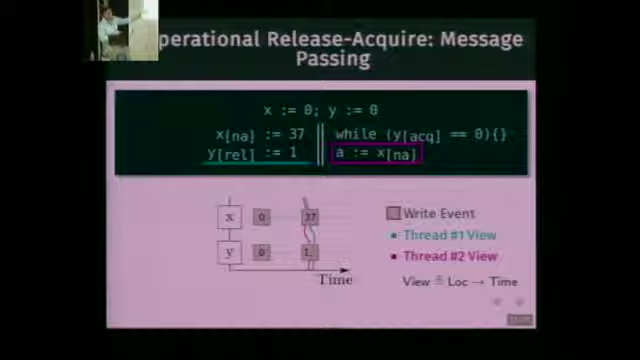 perational Release-Acquire: Message
Passing
x := 0; y := 0
x[na] := 37
y[rel] := 1
while (y[acq] == 0){}
a := x[na]
x 0 37
y 0 1
Time
Write Event
Thread #1 View
Thread #2 View
View ≜ Loc → Time